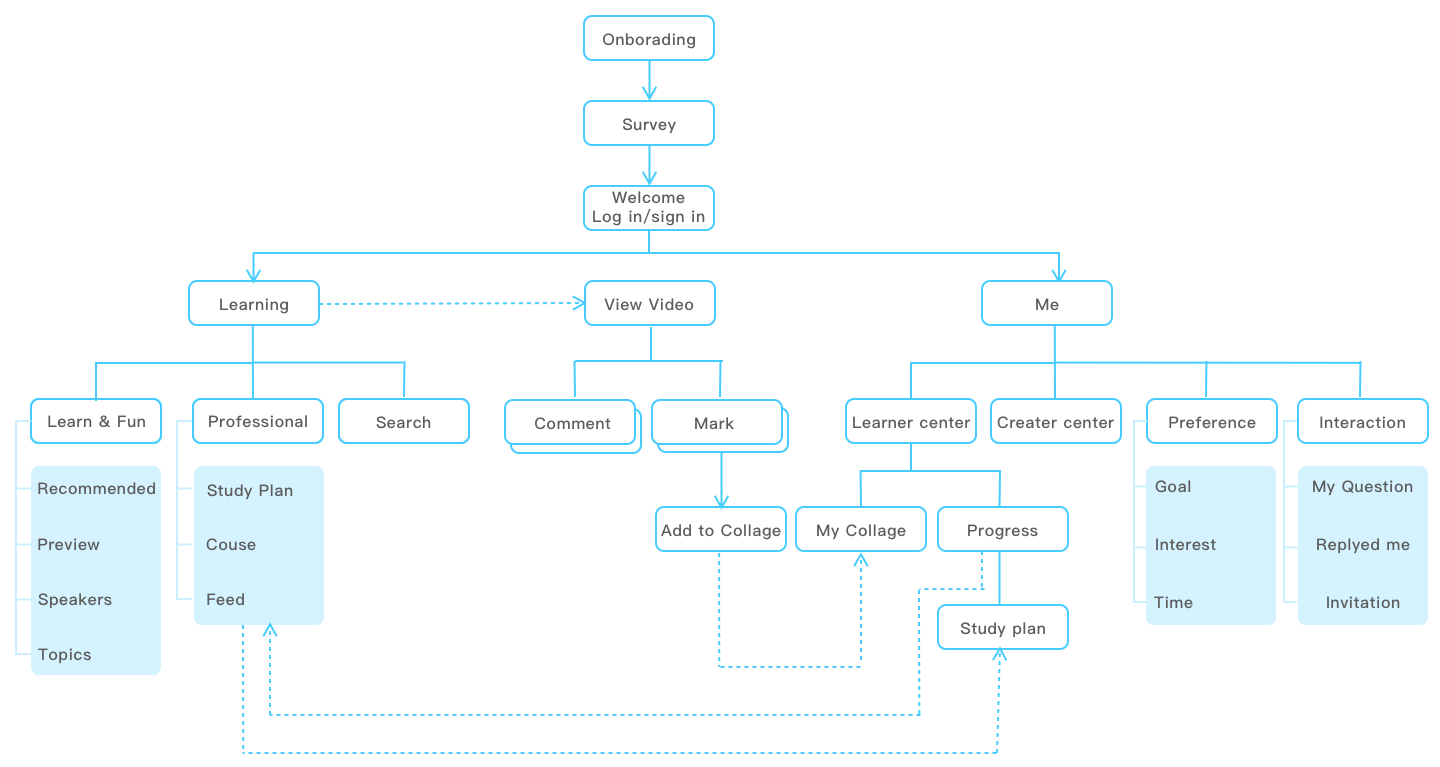 Onborading
Survey
Welcome
Log in/sign in
Learning
View Video
Me
Learn & Fun
Professional
Search
Comment
Mark
Learner center
Creater center
Preference
Interaction
Recommended
Preview
Speakers
Topics
Study Plan
Couse
Feed
Add to Collage
My Collage
Progress
Study plan
Goal
Interest
Time
My Question
Replyed me
Invitation